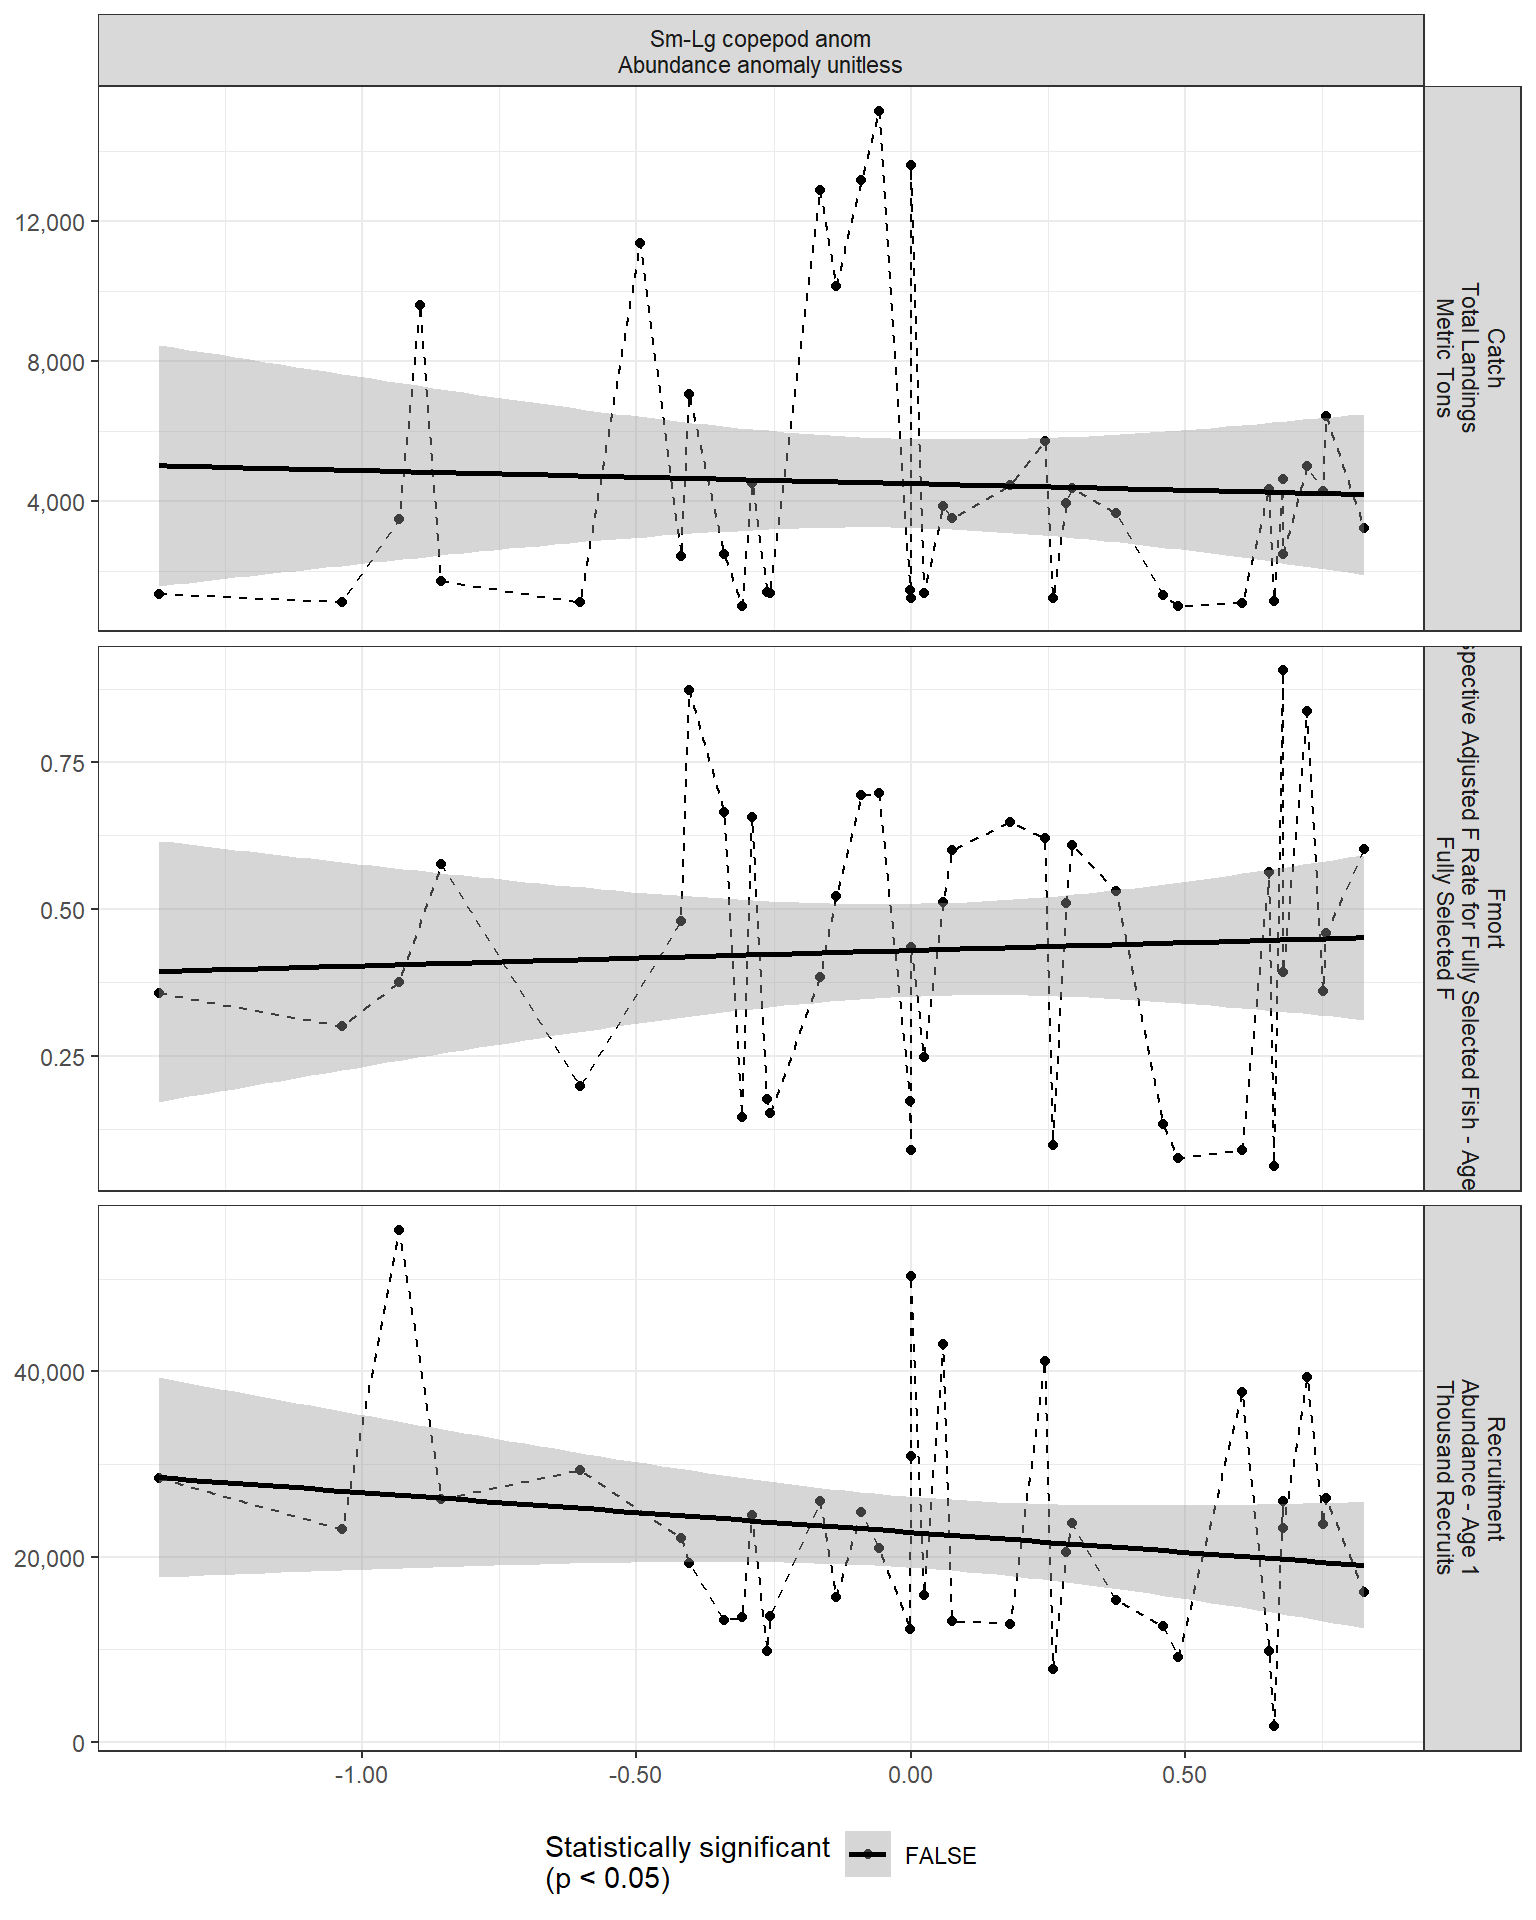 Sm-Lg copepod anom
Abundance anomaly unitless
12,000
8,000
4,000
Catch
Total Landings
Metric Tons
0.75
0.50
0.25
Fmort
Adjusted F Rate for Fully Selected Fish - Age
Fully Selected F
40,000
20,000
0
Recruitment
Abundance - Age 1
Thousand Recruits
-1.00
-0.50
0.00
0.50
Statistically significant
(p < 0.05)
FALSE